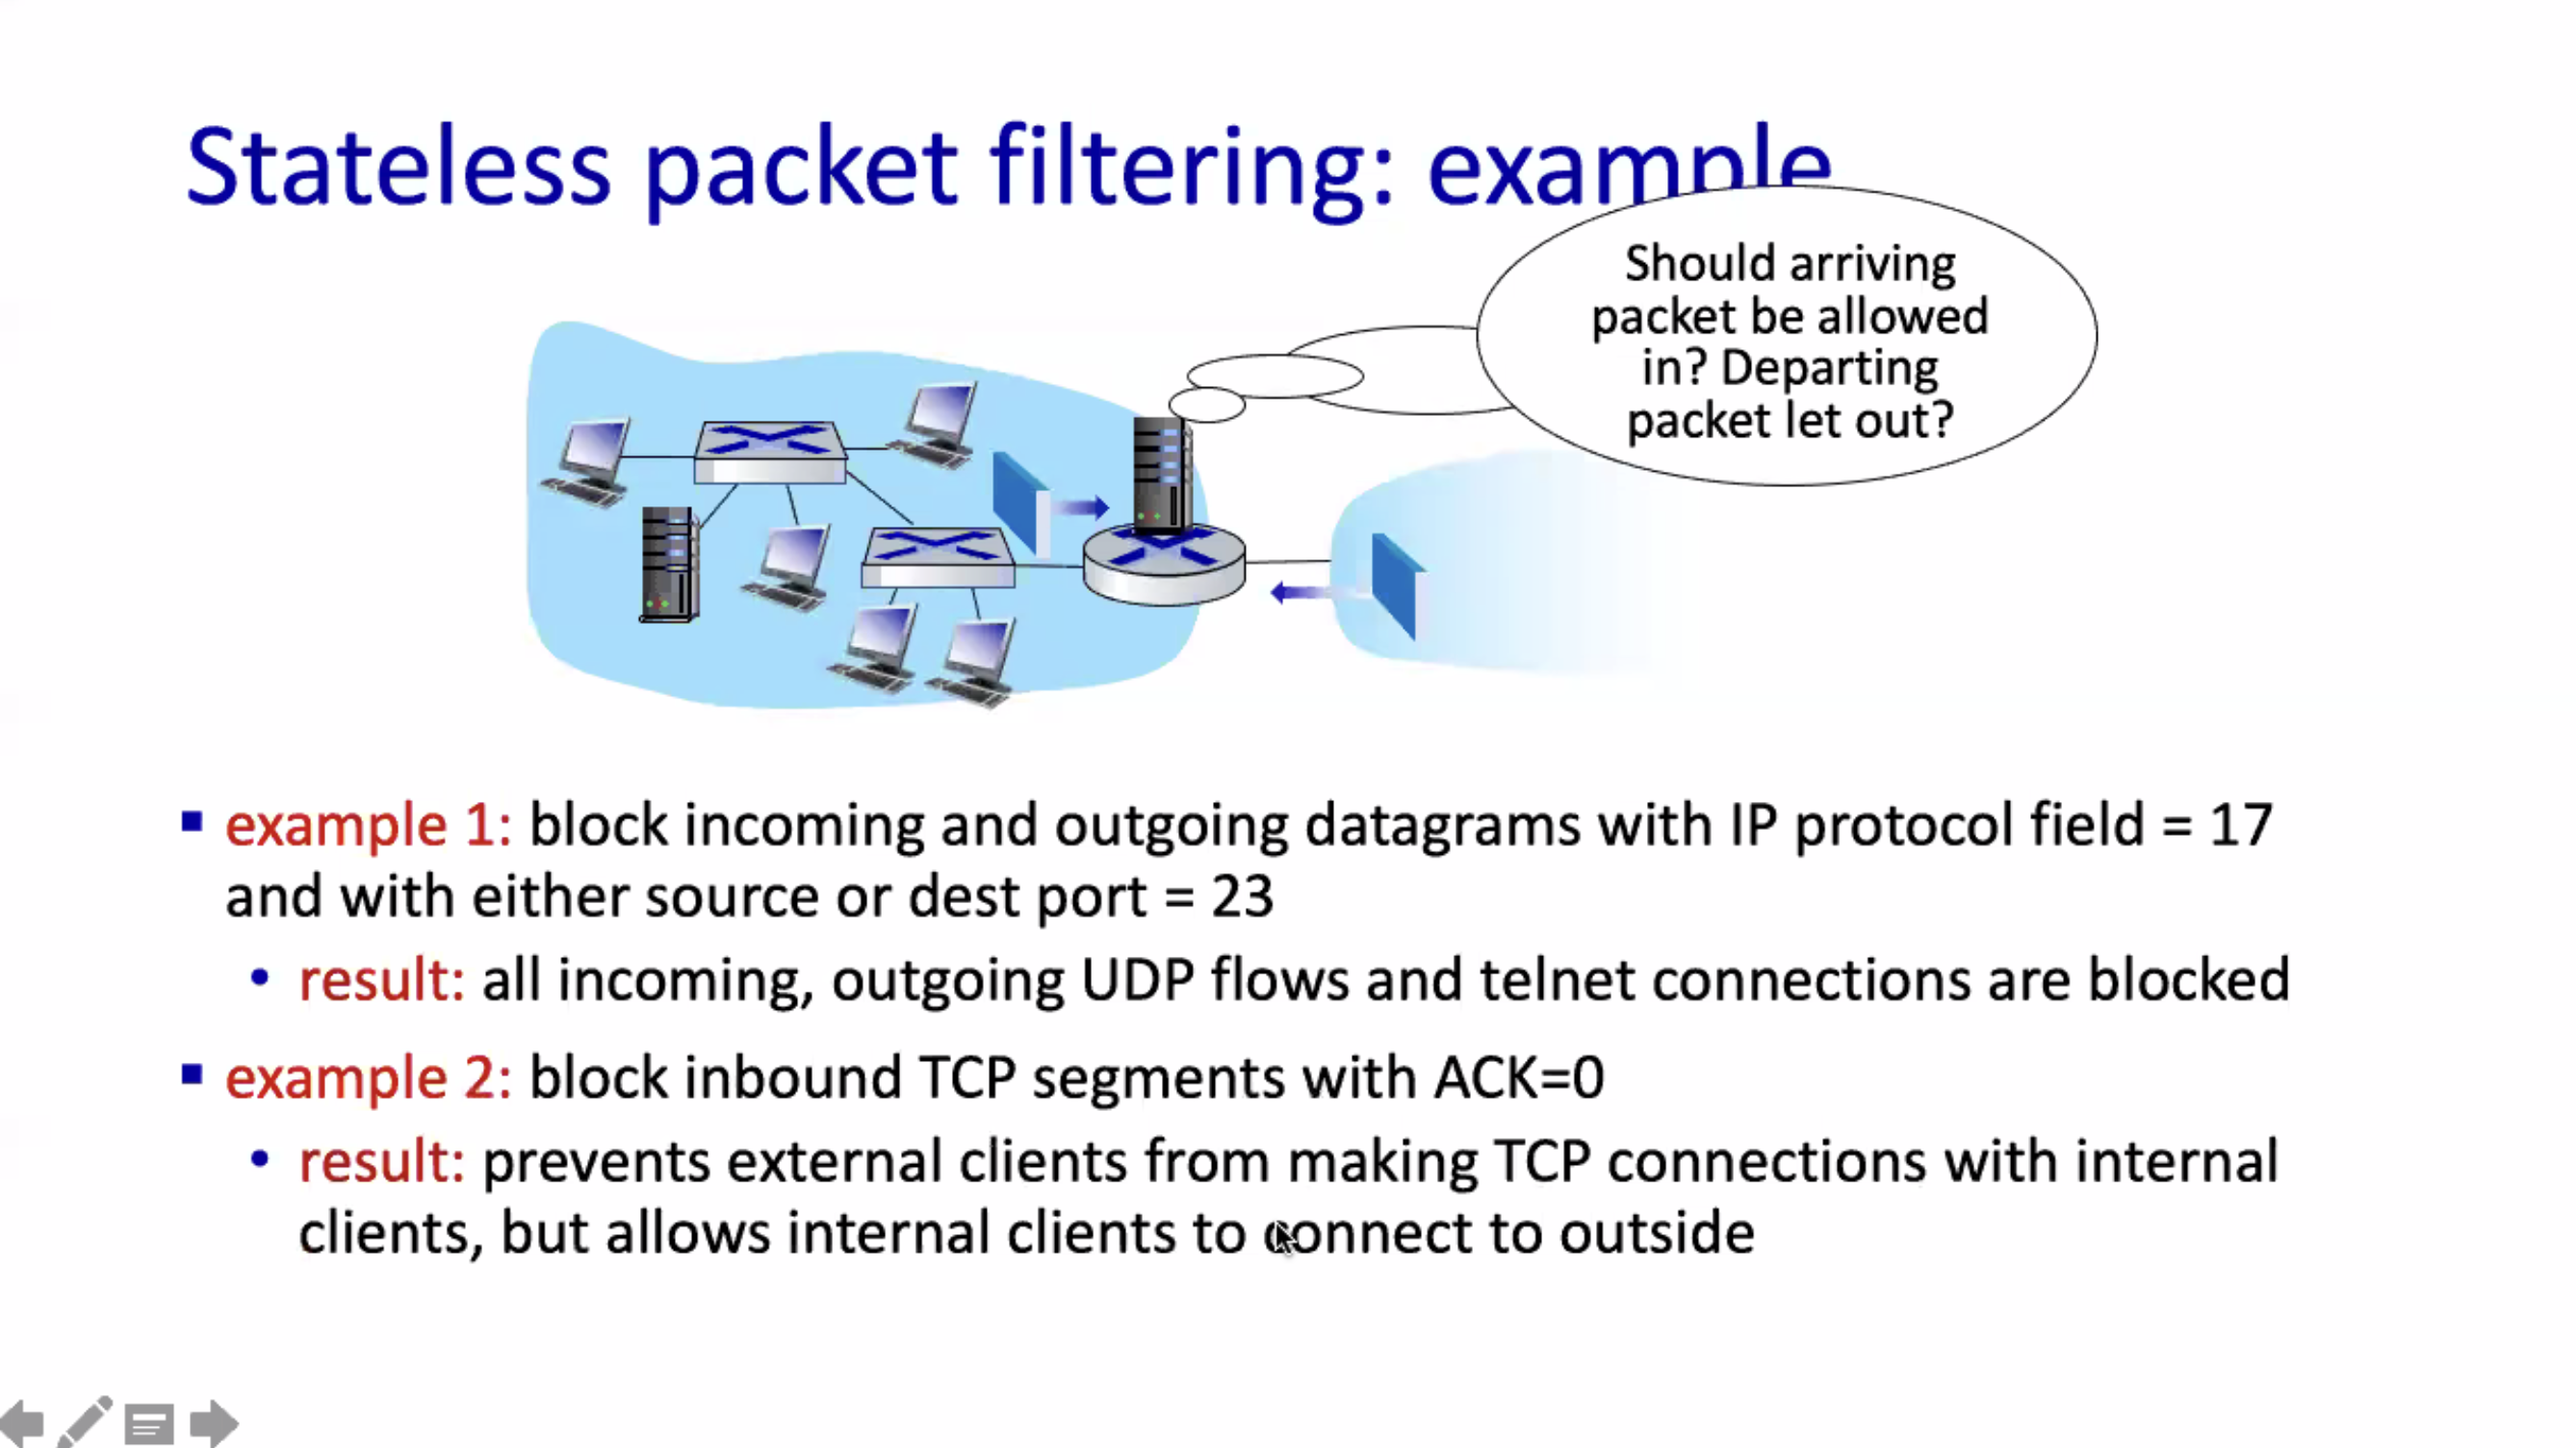 Stateless packet filtering: example
Should arriving
packet be allowed
in? Departing
packet let out?
▪ example 1: block incoming and outgoing datagrams with IP protocol field = 17
and with either source or dest port = 23
• result: all incoming, outgoing UDP flows and telnet connections are blocked
▪ example 2: block inbound TCP segments with ACK=0
• result: prevents external clients from making TCP connections with internal
clients, but allows internal clients to connect to outside